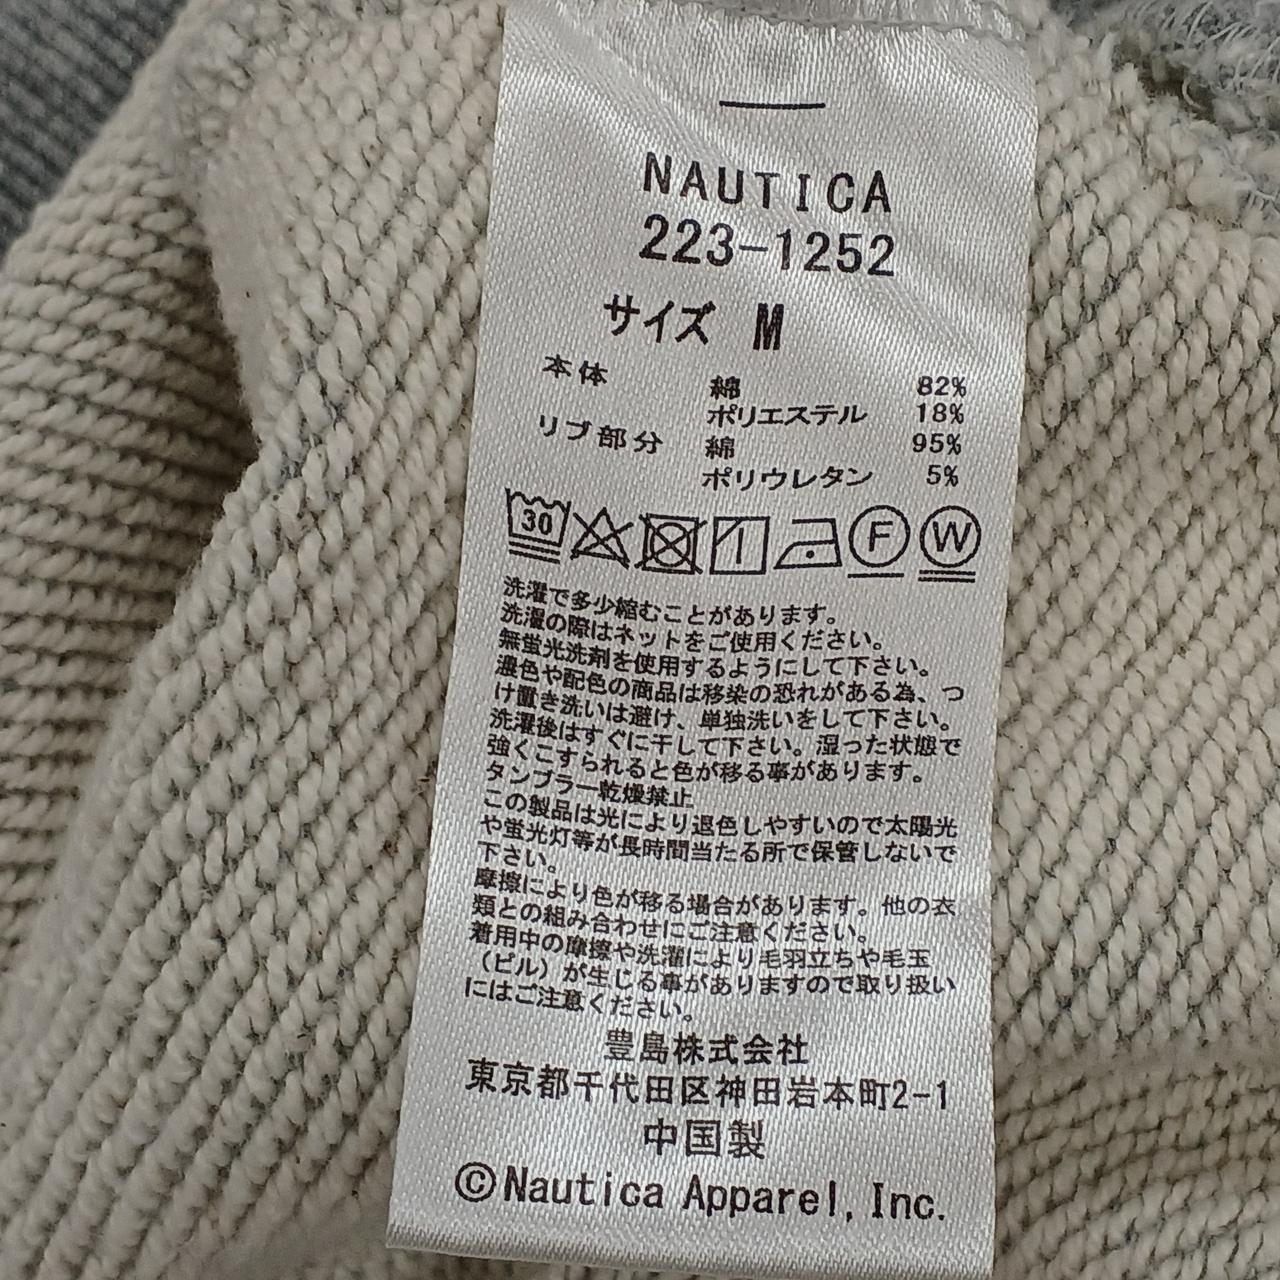 NAUTICA
223-1252
サイズ M
本体 綿 82%
ポリエステル 18%
リブ部分 綿 95%
ポリウレタン 5%
30 F W
洗濯で多少縮むことがあります。
洗濯の際はネットをご使用ください。
無蛍光洗剤を使用するようにして下さい。
濃色や配色の商品は移染の恐れがある為、つ
け置き洗いは避け、単独洗いをして下さい。
洗濯後はすぐに干して下さい。湿った状態で
強くこすられると色が移る事があります。
タンブラー乾燥禁止
この製品は光により退色しやすいので太陽光
や蛍光灯等が長時間当たる所で保管しないで
下さい。
摩擦により色が移る場合があります。他の衣
類との組み合わせにご注意ください。
着用中の摩擦や洗濯により毛羽立ちや毛玉
（ピル）が生じる事がありますので取り扱い
にはご注意ください。
豊島株式会社
東京都千代田区神田岩本町2-1
中国製
©Nautica Apparel, Inc.